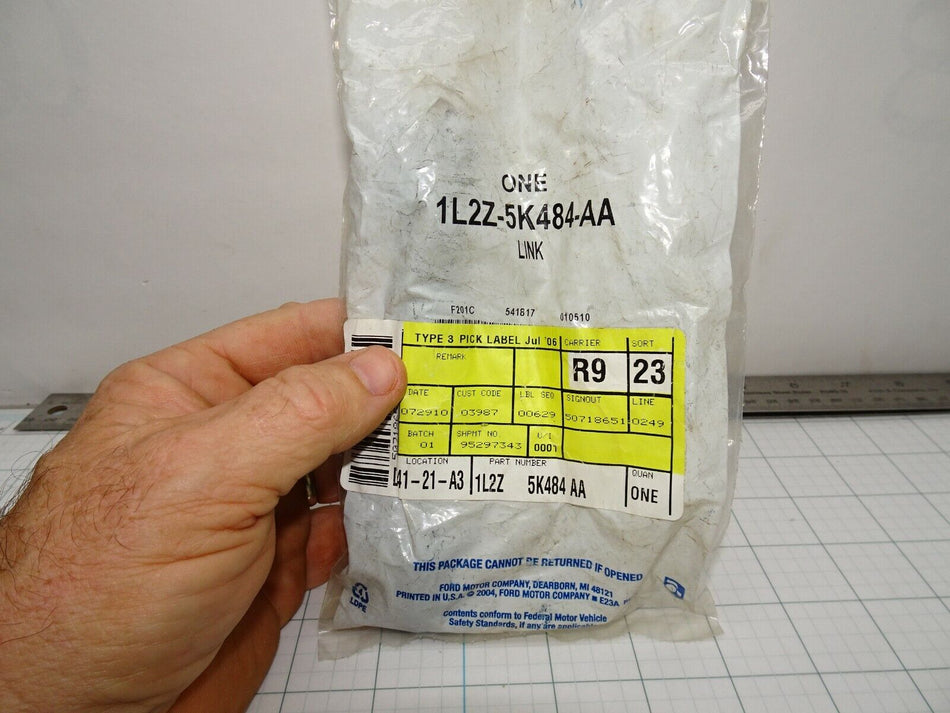 ONE
1L2Z-5K484-AA
LINK
F201C 541817 010510
TYPE 3 PICK LABEL Jul '06 CARRIER SORT
REMARK R9 23
DATE CUST CODE LBL SEQ SIGNOUT LINE
072910 03987 00629 50718651 0249
BATCH SHPMT NO. U/I
01 95297343 0001
LOCATION PART NUMBER QUAN
41-21-A3 1L2Z 5K484 AA ONE
THIS PACKAGE CANNOT BE RETURNED IF OPENED
FORD MOTOR COMPANY, DEARBORN, MI 48121
PRINTED IN U.S.A. © 2004, FORD MOTOR COMPANY ■ E23A
LDPE
contents conform to Federal Motor Vehicle
Safety Standards, if any are